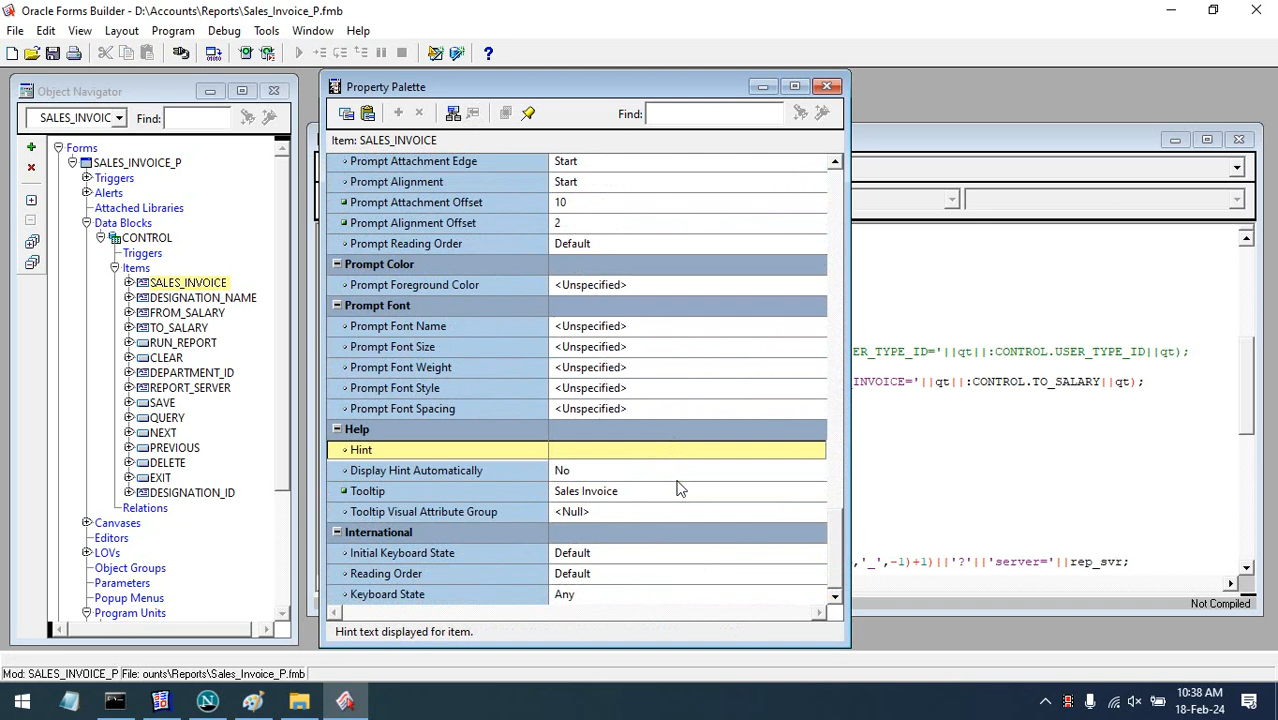 Oracle Forms Builder - D:\Accounts\Reports\Sales_Invoice_P.fmb
File Edit View Layout Program Debug Tools Window Help
Object Navigator
SALES_INVOIC Find:
Forms
SALES_INVOICE_P
Triggers
Alerts
Attached Libraries
Data Blocks
CONTROL
Triggers
Items
SALES_INVOICE
DESIGNATION_NAME
FROM_SALARY
TO_SALARY
RUN_REPORT
CLEAR
DEPARTMENT_ID
REPORT_SERVER
SAVE
QUERY
NEXT
PREVIOUS
DELETE
EXIT
DESIGNATION_ID
Relations
Canvases
Editors
LOVs
Object Groups
Parameters
Popup Menus
Program Units
Property Palette
Find:
Item: SALES_INVOICE
Prompt Attachment Edge Start
Prompt Alignment Start
Prompt Attachment Offset 10
Prompt Alignment Offset 2
Prompt Reading Order Default
Prompt Color
Prompt Foreground Color <Unspecified>
Prompt Font
Prompt Font Name <Unspecified>
Prompt Font Size <Unspecified>
Prompt Font Weight <Unspecified>
Prompt Font Style <Unspecified>
Prompt Font Spacing <Unspecified>
Help
Hint
Display Hint Automatically No
Tooltip Sales Invoice
Tooltip Visual Attribute Group <Null>
International
Initial Keyboard State Default
Reading Order Default
Keyboard State Any
Hint text displayed for item.
ER_TYPE_ID='||qt||:CONTROL.USER_TYPE_ID||qt);
INVOICE='||qt||:CONTROL.TO_SALARY||qt);
,'_',-1)+1)||'?'||'server='||rep_svr;
Not Compiled
Mod: SALES_INVOICE_P File: ounts\Reports\Sales_Invoice_P.fmb
10:38 AM
18-Feb-24